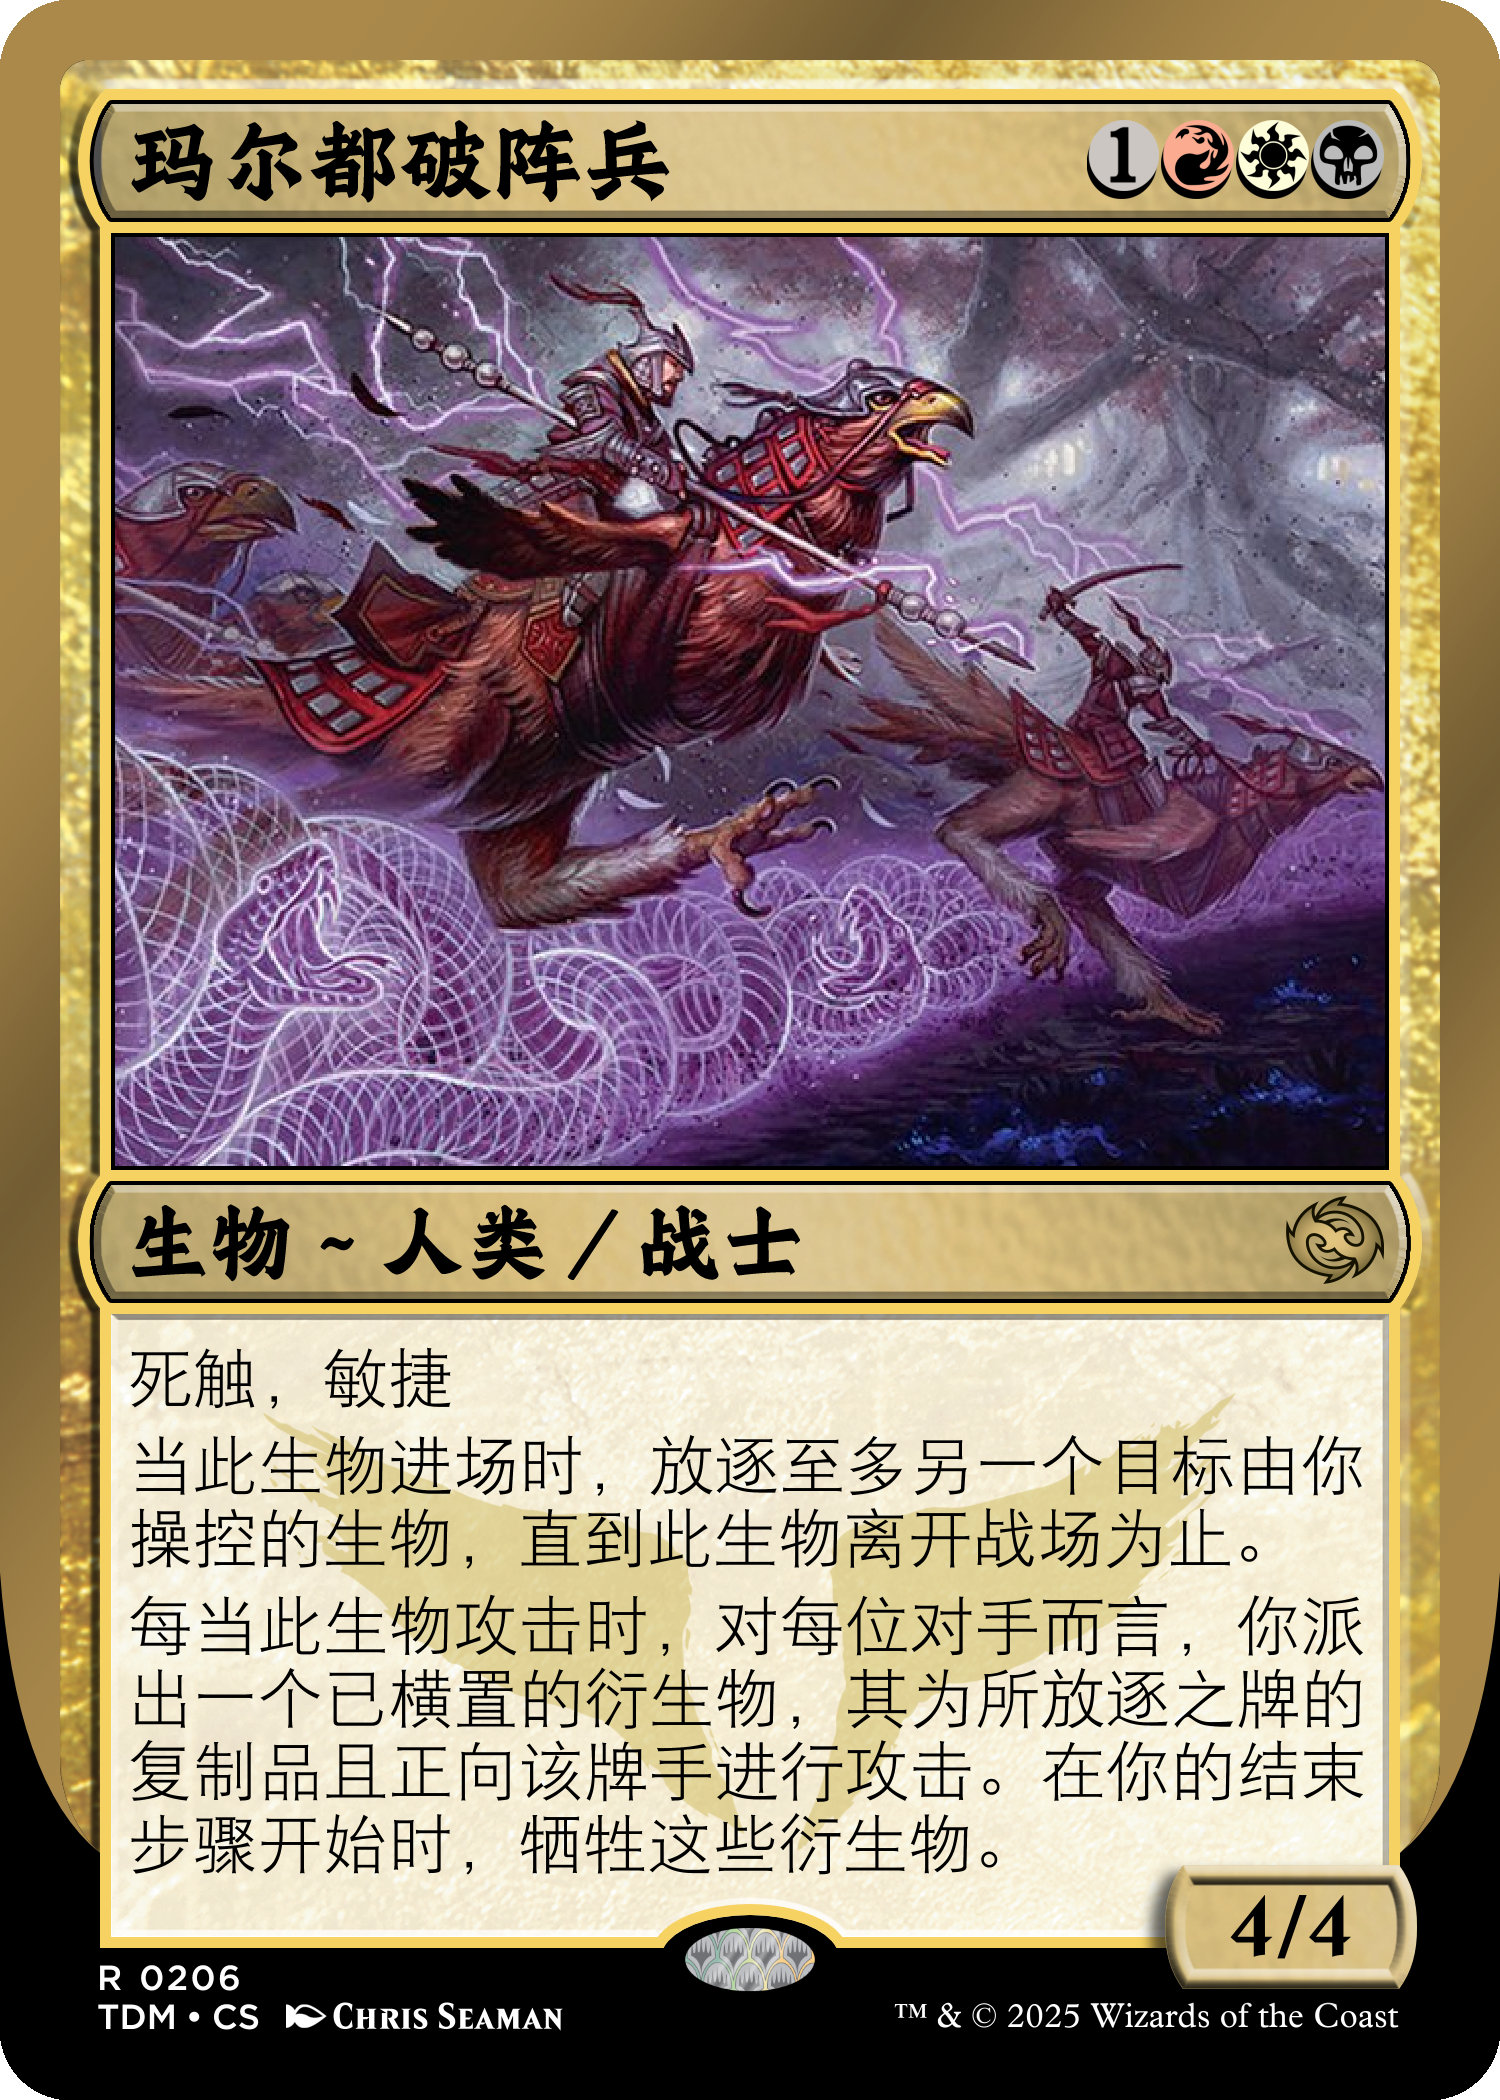 玛尔都破阵兵 1
生物 ~ 人类 / 战士
死触，敏捷
当此生物进场时，放逐至多另一个目标由你
操控的生物，直到此生物离开战场为止。
每当此生物攻击时，对每位对手而言，你派
出一个已横置的衍生物，其为所放逐之牌的
复制品且正向该牌手进行攻击。在你的结束
步骤开始时，牺牲这些衍生物。
4/4
R 0206
TDM • CS Chris Seaman
™ & © 2025 Wizards of the Coast